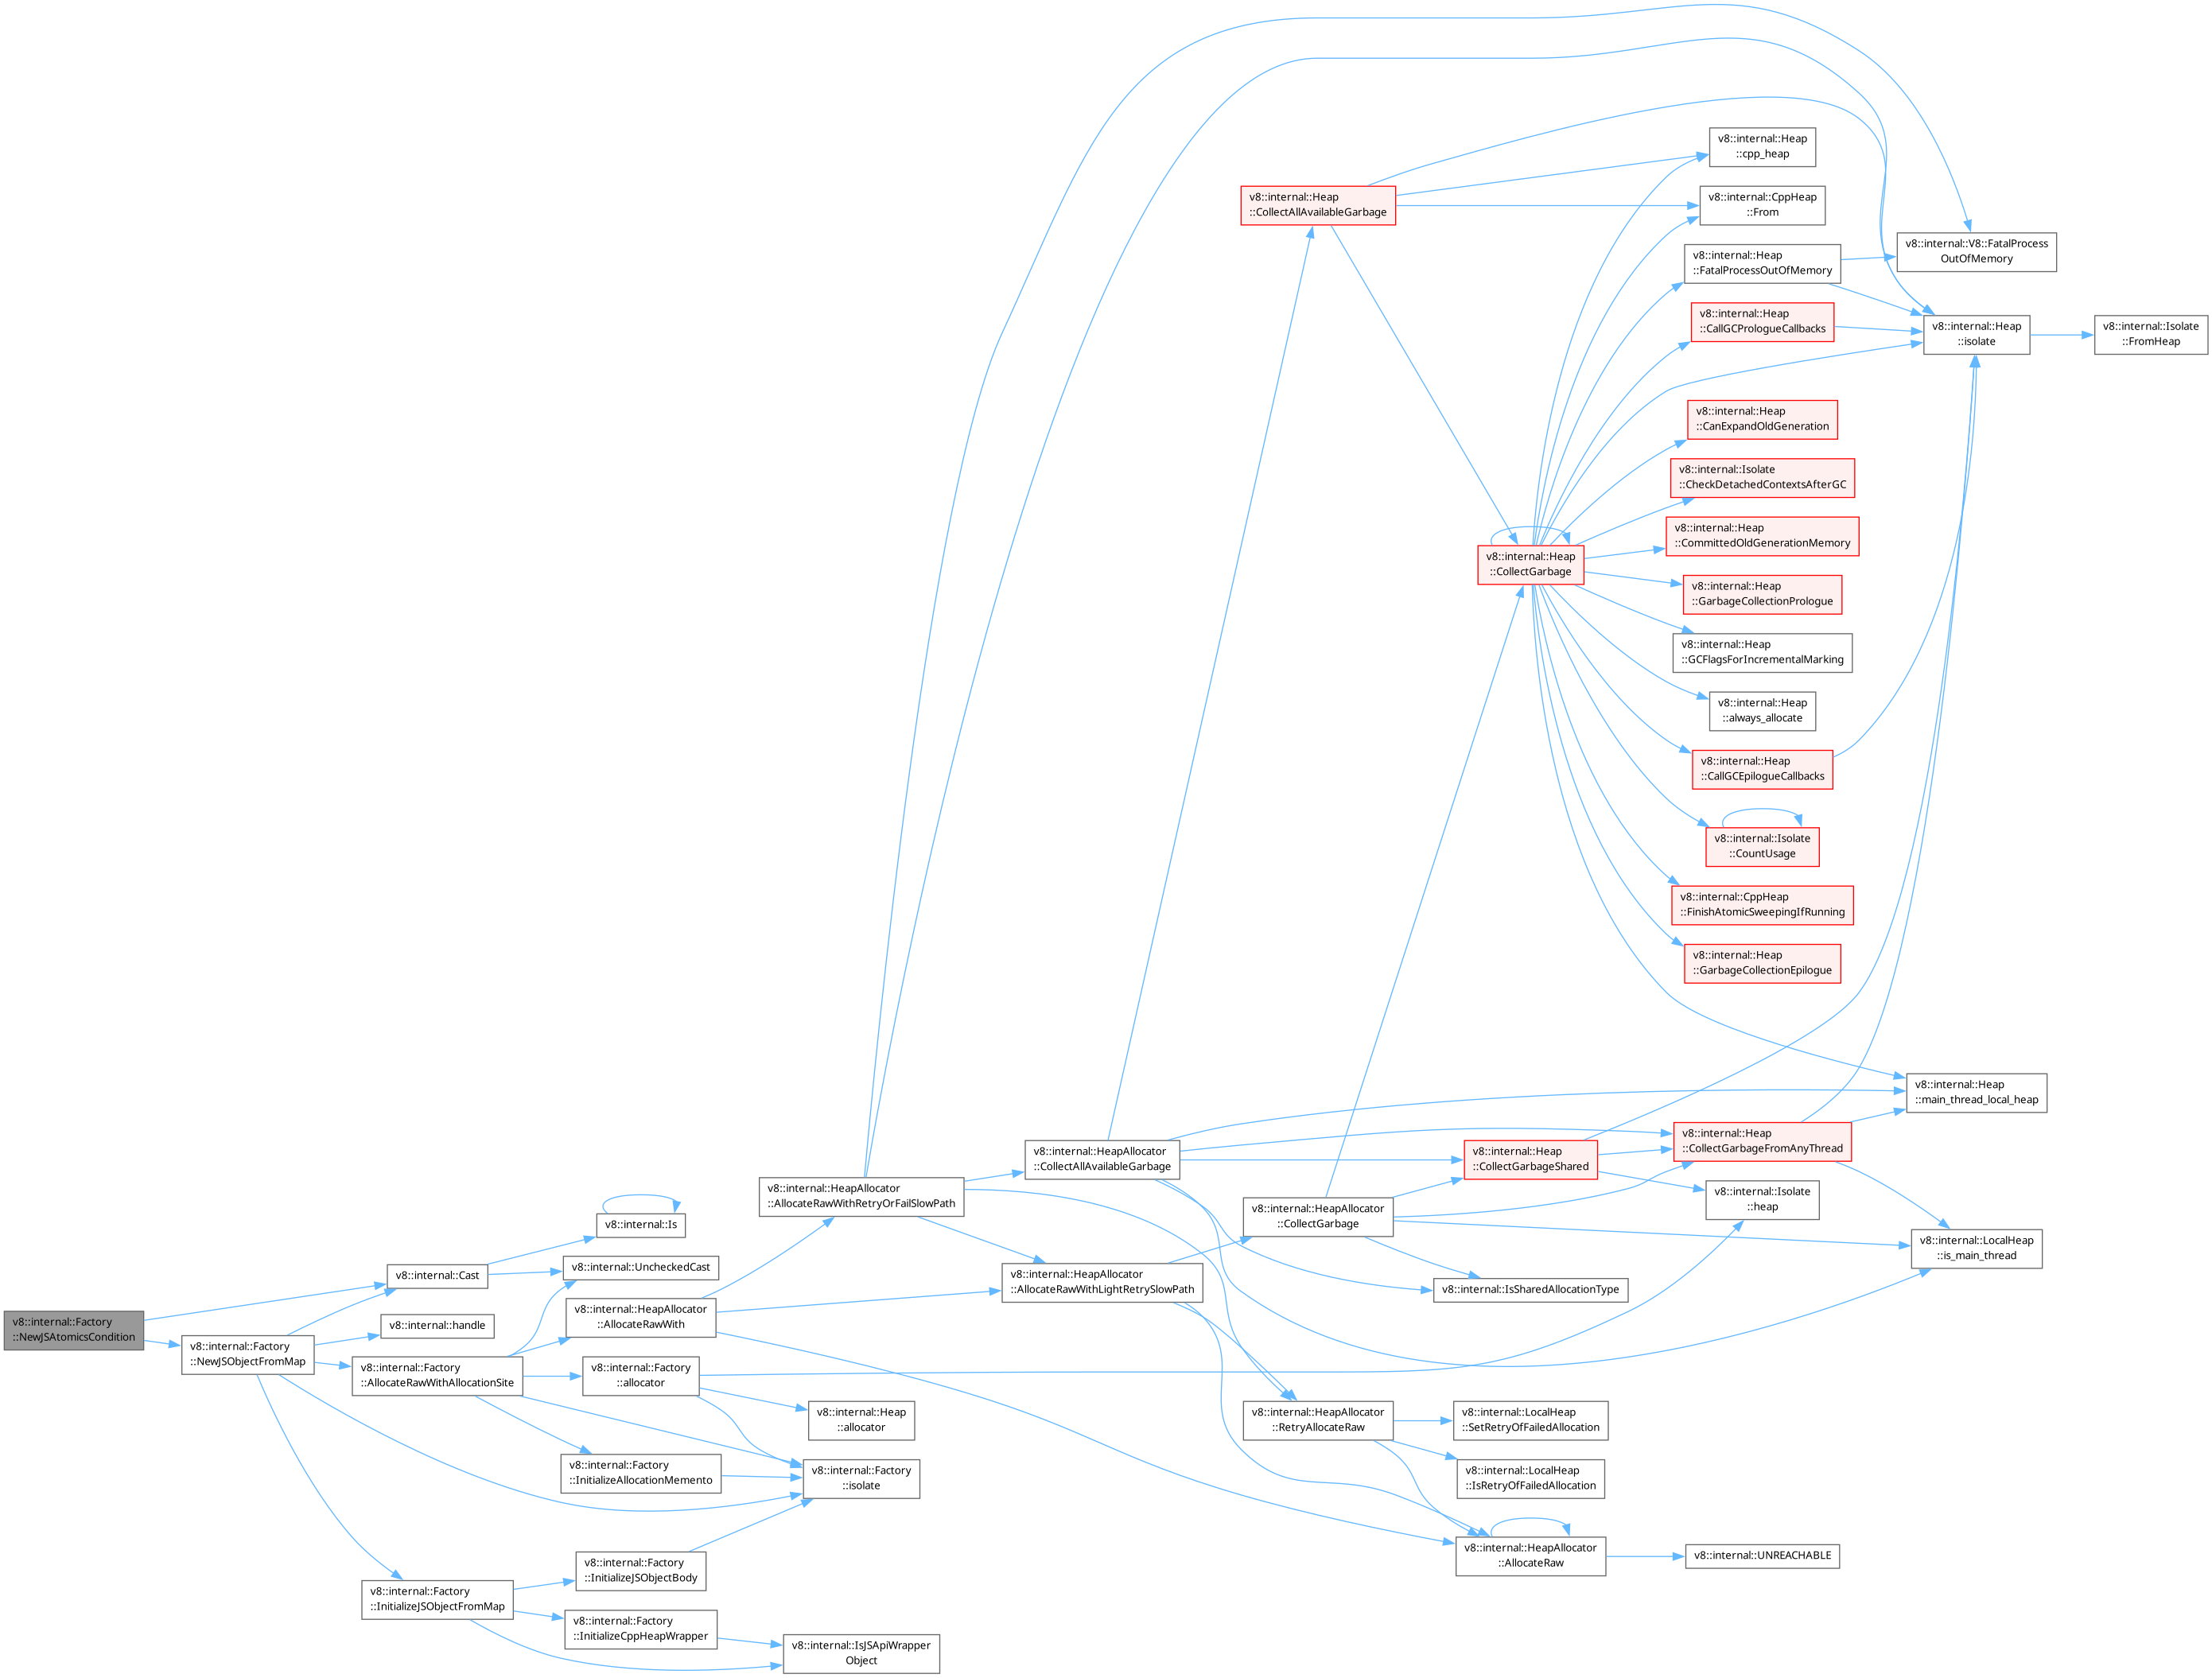 v8::internal::Factory
::NewJSAtomicsCondition
v8::internal::Factory
::NewJSObjectFromMap
v8::internal::Cast
v8::internal::handle
v8::internal::Factory
::AllocateRawWithAllocationSite
v8::internal::Factory
::InitializeJSObjectFromMap
v8::internal::Is
v8::internal::UncheckedCast
v8::internal::HeapAllocator
::AllocateRawWith
v8::internal::Factory
::allocator
v8::internal::Factory
::InitializeAllocationMemento
v8::internal::Factory
::InitializeJSObjectBody
v8::internal::Factory
::InitializeCppHeapWrapper
v8::internal::HeapAllocator
::AllocateRawWithRetryOrFailSlowPath
v8::internal::Heap
::allocator
v8::internal::Factory
::isolate
v8::internal::IsJSApiWrapper
Object
v8::internal::HeapAllocator
::CollectAllAvailableGarbage
v8::internal::HeapAllocator
::AllocateRawWithLightRetrySlowPath
v8::internal::Heap
::CollectAllAvailableGarbage
v8::internal::HeapAllocator
::CollectGarbage
v8::internal::HeapAllocator
::RetryAllocateRaw
v8::internal::Heap
::CollectGarbage
v8::internal::Heap
::CollectGarbageShared
v8::internal::IsSharedAllocationType
v8::internal::LocalHeap
::SetRetryOfFailedAllocation
v8::internal::LocalHeap
::IsRetryOfFailedAllocation
v8::internal::HeapAllocator
::AllocateRaw
v8::internal::Heap
::cpp_heap
v8::internal::CppHeap
::From
v8::internal::Heap
::FatalProcessOutOfMemory
v8::internal::Heap
::CallGCPrologueCallbacks
v8::internal::Heap
::CanExpandOldGeneration
v8::internal::Isolate
::CheckDetachedContextsAfterGC
v8::internal::Heap
::CommittedOldGenerationMemory
v8::internal::Heap
::GarbageCollectionPrologue
v8::internal::Heap
::GCFlagsForIncrementalMarking
v8::internal::Heap
::always_allocate
v8::internal::Heap
::CallGCEpilogueCallbacks
v8::internal::Isolate
::CountUsage
v8::internal::CppHeap
::FinishAtomicSweepingIfRunning
v8::internal::Heap
::GarbageCollectionEpilogue
v8::internal::Heap
::CollectGarbageFromAnyThread
v8::internal::Isolate
::heap
v8::internal::UNREACHABLE
v8::internal::V8::FatalProcess
OutOfMemory
v8::internal::Heap
::isolate
v8::internal::Heap
::main_thread_local_heap
v8::internal::LocalHeap
::is_main_thread
v8::internal::Isolate
::FromHeap